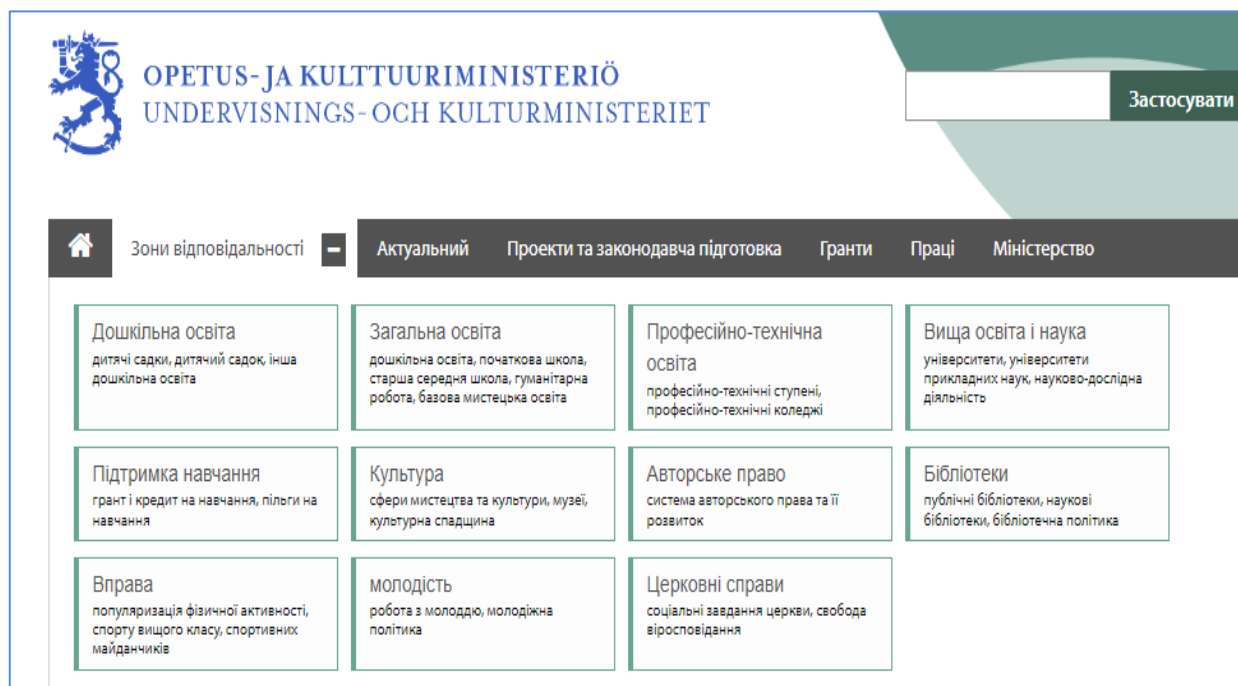 OPETUS- JA KULTTUURIMINISTERIÖ
UNDERVISNINGS- OCH KULTURMINISTERIET
Застосувати
Зони відповідальності
Актуальний
Проекти та законодавча підготовка
Гранти
Праці
Міністерство
Дошкільна освіта
дитячі садки, дитячий садок, інша
дошкільна освіта
Загальна освіта
дошкільна освіта, початкова школа,
старша середня школа, гуманітарна
робота, базова мистецька освіта
Професійно-технічна
освіта
професійно-технічні ступені,
професійно-технічні коледжі
Вища освіта і наука
університети, університети
прикладних наук, науково-дослідна
діяльність
Підтримка навчання
грант і кредит на навчання, пільги на
навчання
Культура
сфери мистецтва та культури, музеї,
культурна спадщина
Авторське право
система авторського права та її
розвиток
Бібліотеки
публічні бібліотеки, наукові
бібліотеки, бібліотечна політика
Вправа
популяризація фізичної активності,
спорту вищого класу, спортивних
майданчиків
молодість
робота з молоддю, молодіжна
політика
Церковні справи
соціальні завдання церкви, свобода
віросповідання